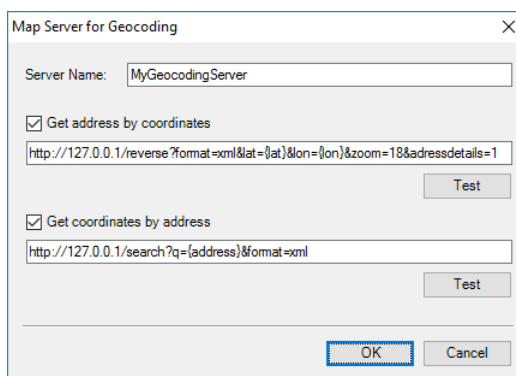 Map Server for Geocoding
Server Name: MyGeocodingServer
Get address by coordinates
http://127.0.0.1/reverse?format=xml&lat={lat}&lon={lon}&zoom=18&adressdetails=1
Test
Get coordinates by address
http://127.0.0.1/search?q={address}&format=xml
Test
OK Cancel